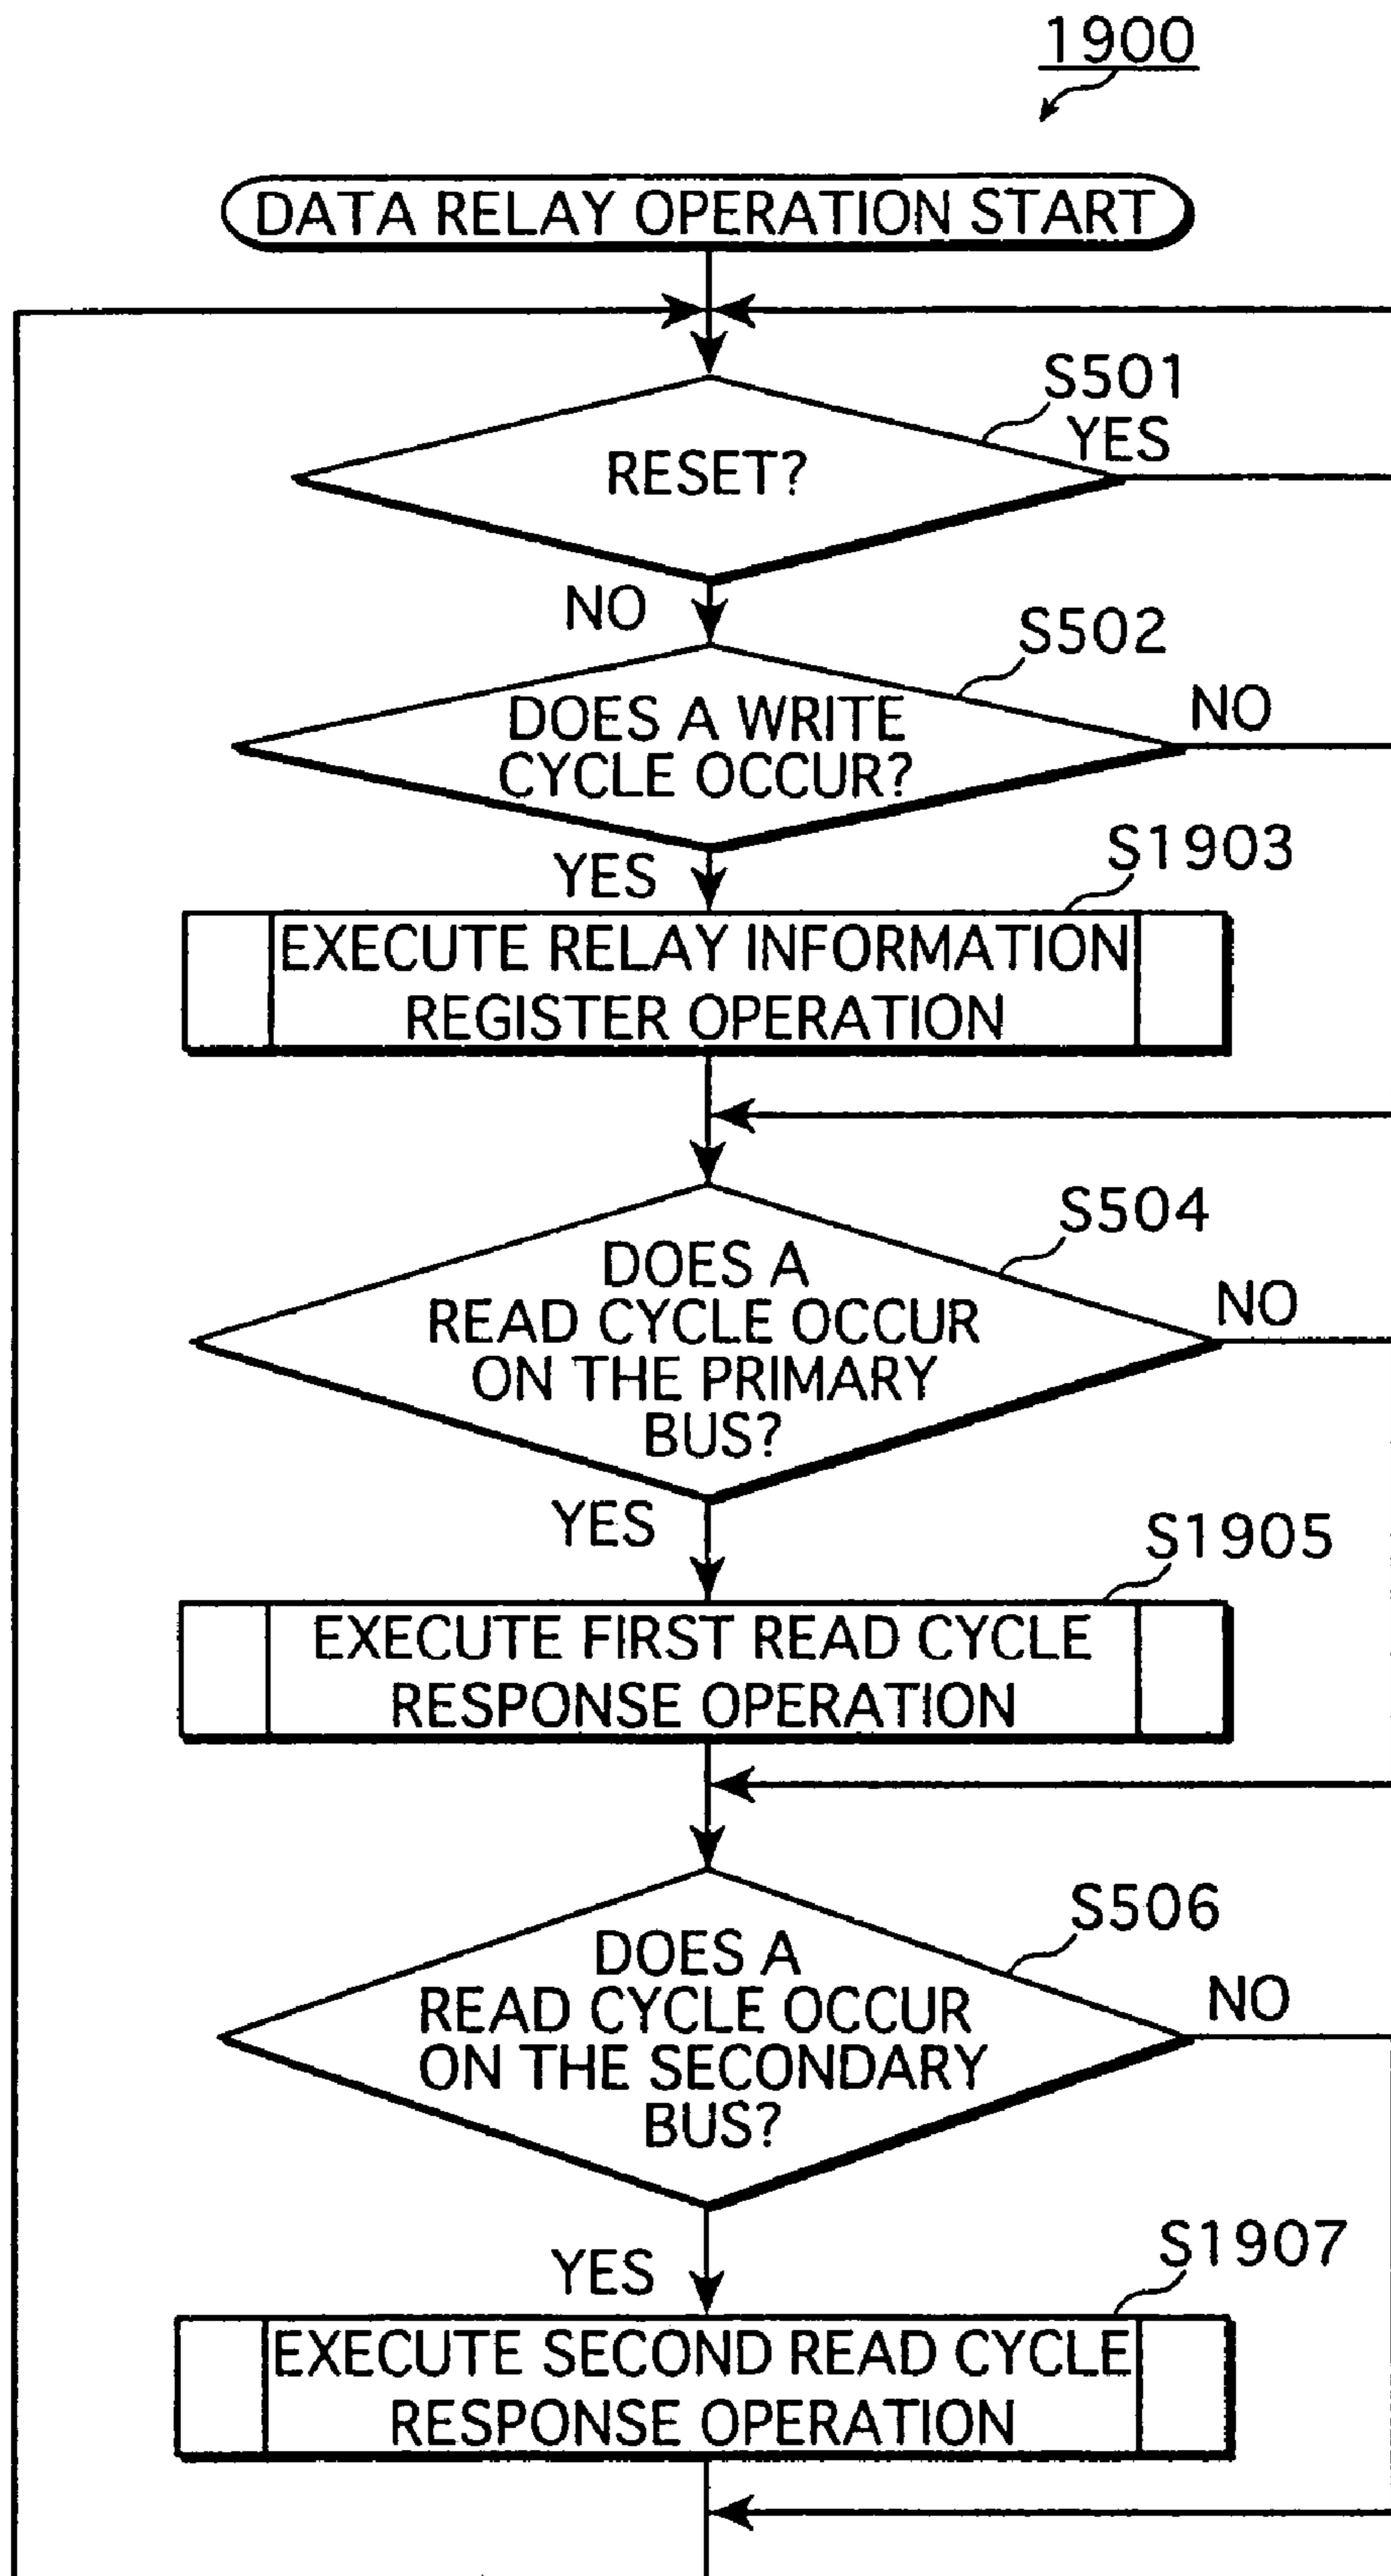 1900
DATA RELAY OPERATION START
S501
YES
RESET?
NO
S502
DOES A WRITE
NO
CYCLE OCCUR?
S1903
YES
EXECUTE RELAY INFORMATION
REGISTER OPERATION
S504
DOES A
READ CYCLE OCCUR
NO
ON THE PRIMARY
BUS?
YES
S1905
EXECUTE FIRST READ CYCLE
RESPONSE OPERATION
S506
DOES A
READ CYCLE OCCUR
NO
ON THE SECONDARY
BUS?
YES
S1907
EXECUTE SECOND READ CYCLE
RESPONSE OPERATION